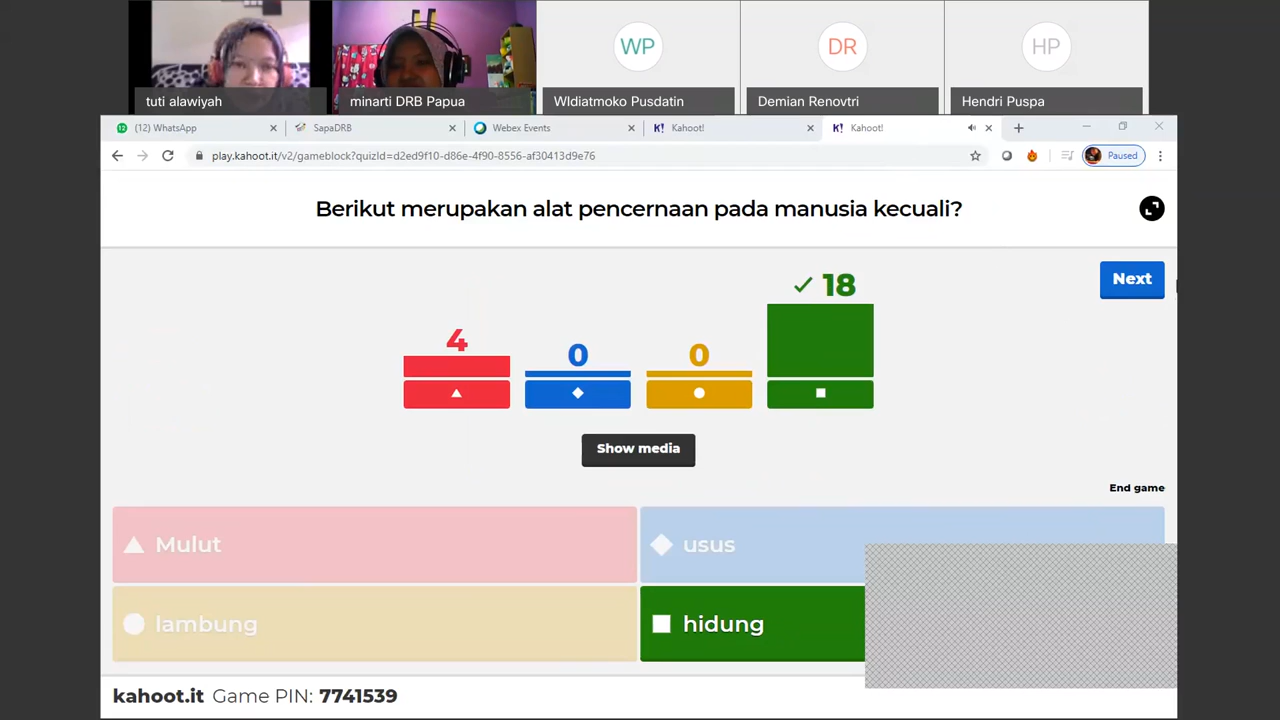 WP
DR
HP
tuti alawiyah
minarti DRB Papua
WIdiatmoko Pusdatin
Demian Renovtri
Hendri Puspa
(12) WhatsApp
SapaDRB
Webex Events
K! Kahoot!
K! Kahoot!
play.kahoot.it/v2/gameblock?quizId=d2ed9f10-d86e-4f90-8556-af30413d9e76
Paused
Berikut merupakan alat pencernaan pada manusia kecuali?
Next
4
0
0
18
Show media
End game
Mulut
usus
lambung
hidung
kahoot.it Game PIN: 7741539